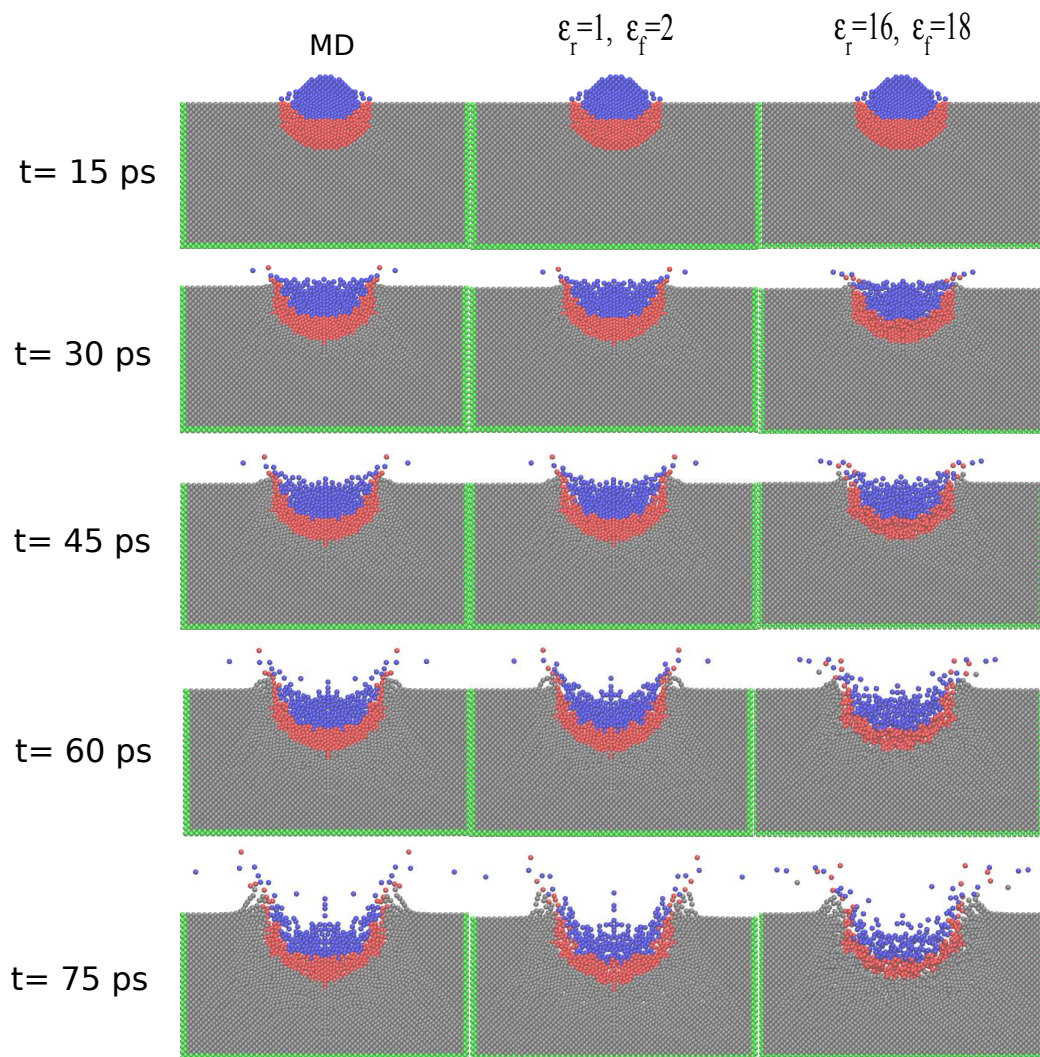 MD
εr=1, εf=2
εr=16, εf=18
t= 15 ps
t= 30 ps
t= 45 ps
t= 60 ps
t= 75 ps